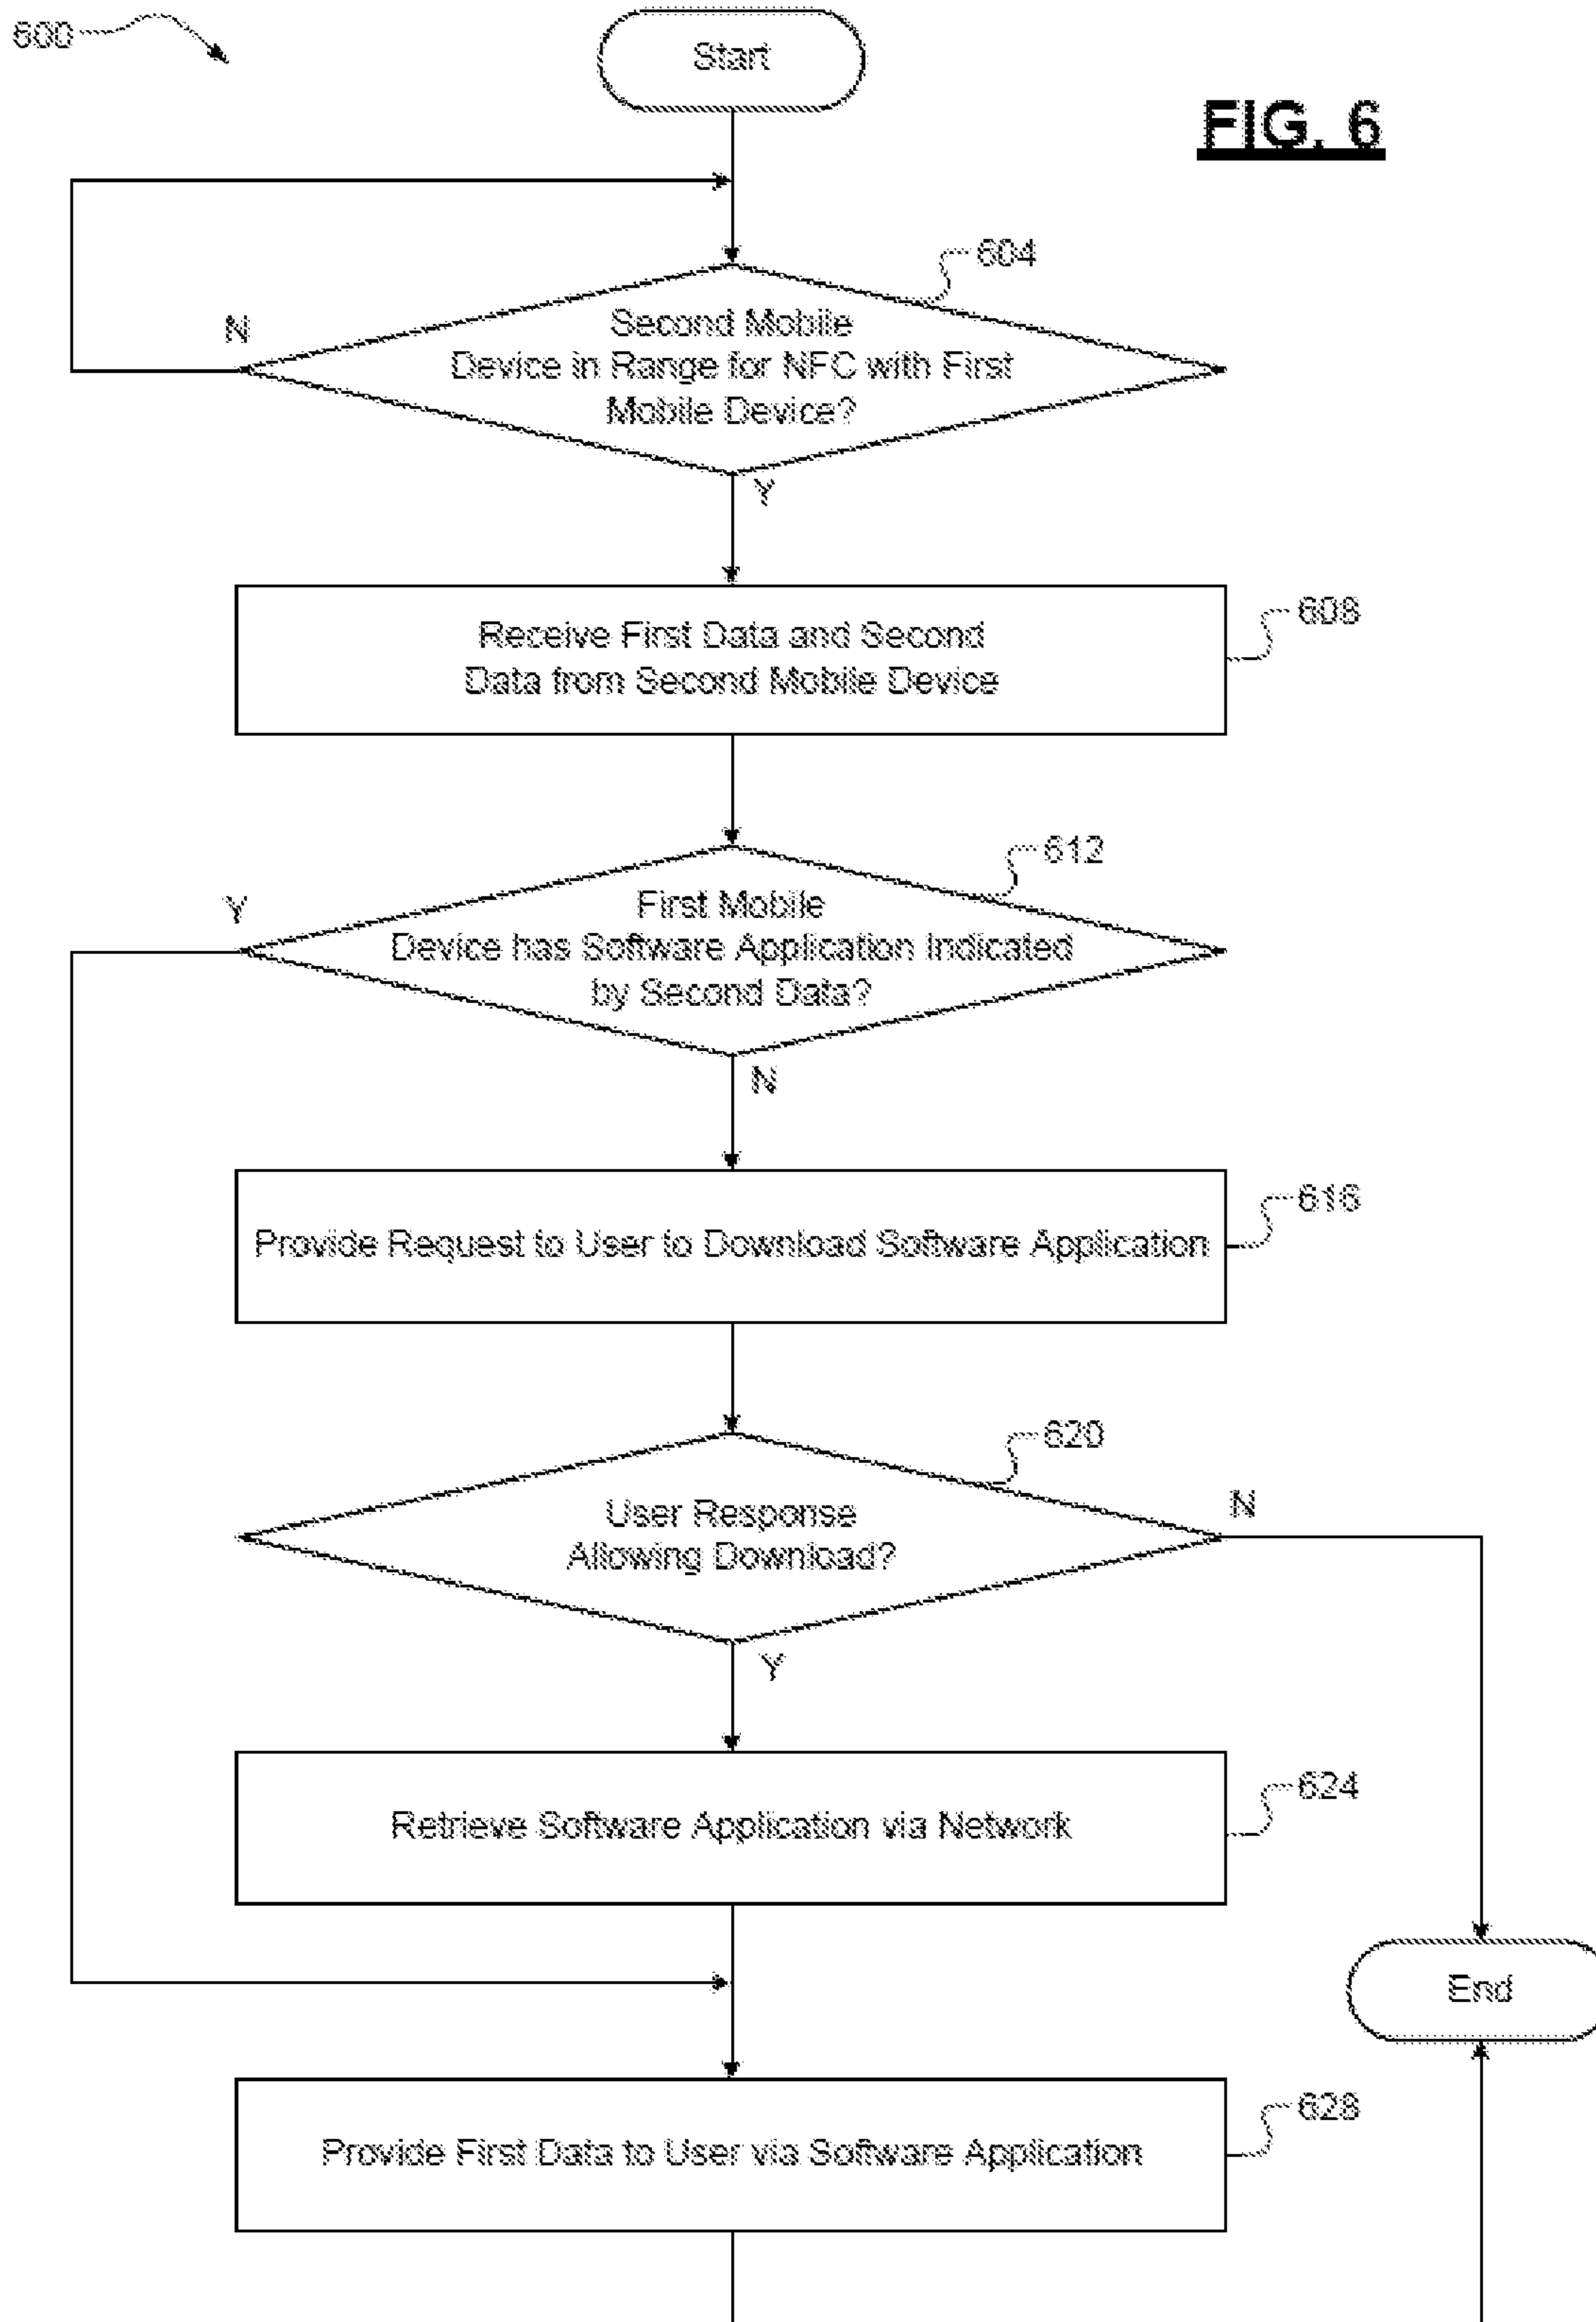 600
Start
FIG. 6
604
N
Second Mobile
Device in Range for NFC with First
Mobile Device?
Y
Receive First Data and Second
Data from Second Mobile Device
608
612
Y
First Mobile
Device has Software Application Indicated
by Second Data?
N
Provide Request to User to Download Software Application
616
620
N
User Response
Allowing Download?
Y
Retrieve Software Application via Network
624
End
Provide First Data to User via Software Application
628